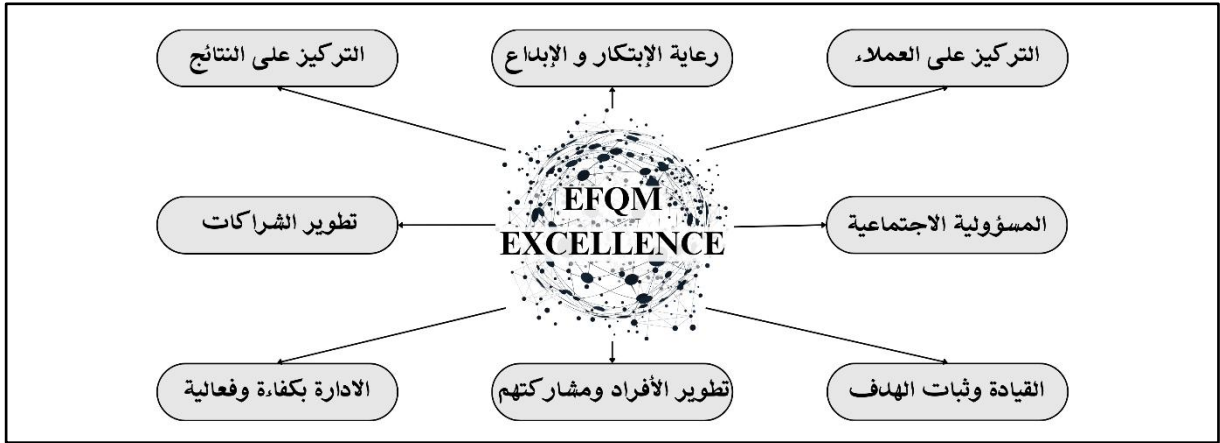 التركيز على العملاء
رعاية الإبتكار و الإبداع
التركيز على النتائج
المسؤولية الاجتماعية
EFQM
EXCELLENCE
تطوير الشراكات
القيادة وثبات الهدف
تطوير الأفراد ومشاركتهم
الادارة بكفاءة وفعالية